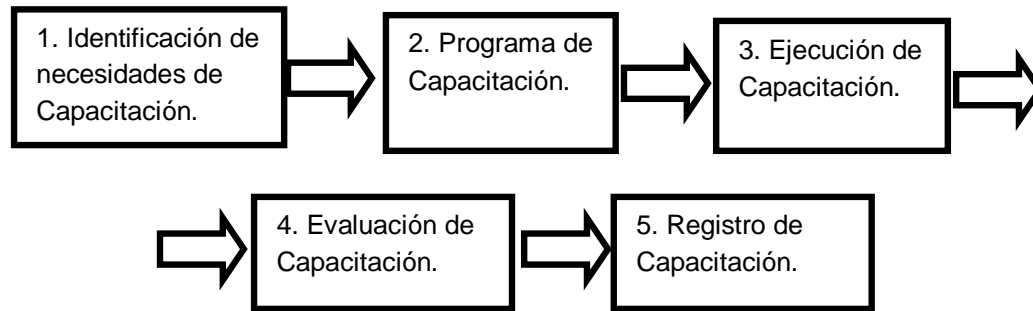 1. Identificación de
necesidades de
Capacitación.
2. Programa de
Capacitación.
3. Ejecución de
Capacitación.
4. Evaluación de
Capacitación.
5. Registro de
Capacitación.